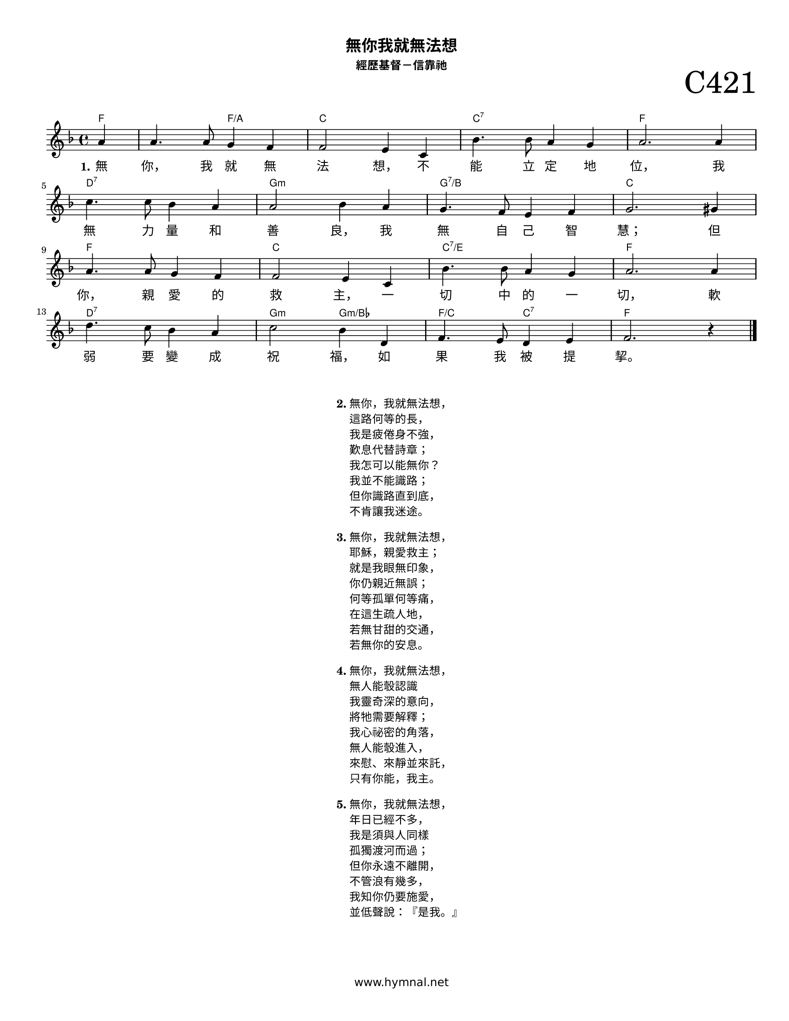 無你我就無法想
經歷基督－信靠祂
C421
F F/A C C7 F
1. 無 你， 我 就 無 法 想， 不 能 立 定 地 位， 我
5 D7 Gm G7/B C
無 力 量 和 善 良， 我 無 自 己 智 慧； 但
9 F C C7/E F
你， 親 愛 的 救 主， 一 切 中 的 一 切， 軟
13 D7 Gm Gm/B♭ F/C C7 F
弱 要 變 成 祝 福， 如 果 我 被 提 挈。
2. 無你，我就無法想，
這路何等的長，
我是疲倦身不強，
歎息代替詩章；
我怎可以能無你？
我並不能識路；
但你識路直到底，
不肯讓我迷途。
3. 無你，我就無法想，
耶穌，親愛救主；
就是我眼無印象，
你仍親近無誤；
何等孤單何等痛，
在這生疏人地，
若無甘甜的交通，
若無你的安息。
4. 無你，我就無法想，
無人能彀認識
我靈奇深的意向，
將牠需要解釋；
我心祕密的角落，
無人能彀進入，
來慰、來靜並來託，
只有你能，我主。
5. 無你，我就無法想，
年日已經不多，
我是須與人同樣
孤獨渡河而過；
但你永遠不離開，
不管浪有幾多，
我知你仍要施愛，
並低聲說：『是我。』
www.hymnal.net